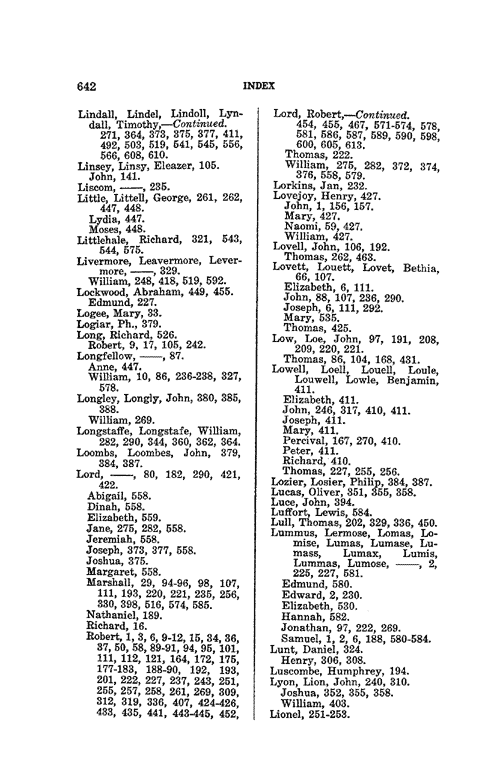 642
INDEX
Lindall, Lindel, Lindoll, Lyn-
dall, Timothy,—Continued.
271, 364, 373, 375, 377, 411,
492, 503, 519, 541, 545, 556,
566, 608, 610.
Linsey, Linsy, Eleazer, 105.
John, 141.
Liscom, ——, 235.
Little, Littell, George, 261, 262,
447, 448.
Lydia, 447.
Moses, 448.
Littlehale, Richard, 321, 543,
544, 575.
Livermore, Leavermore, Lever-
more, ——, 329.
William, 248, 418, 519, 592.
Lockwood, Abraham, 449, 455.
Edmund, 227.
Logee, Mary, 33.
Logiar, Ph., 379.
Long, Richard, 526.
Robert, 9, 17, 105, 242.
Longfellow, ——, 87.
Anne, 447.
William, 10, 86, 236-238, 327,
578.
Longley, Longly, John, 380, 385,
388.
William, 269.
Longstaffe, Longstafe, William,
282, 290, 344, 360, 362, 364.
Loombs, Loombes, John, 379,
384, 387.
Lord, ——, 80, 182, 290, 421,
422.
Abigail, 558.
Dinah, 558.
Elizabeth, 559.
Jane, 275, 282, 558.
Jeremiah, 558.
Joseph, 373, 377, 558.
Joshua, 375.
Margaret, 558.
Marshall, 29, 94-96, 98, 107,
111, 193, 220, 221, 235, 256,
330, 398, 516, 574, 585.
Nathaniel, 189.
Richard, 16.
Robert, 1, 3, 6, 9-12, 15, 34, 36,
37, 50, 58, 89-91, 94, 95, 101,
111, 112, 121, 164, 172, 175,
177-183, 188-90, 192, 193,
201, 222, 227, 237, 243, 251,
255, 257, 258, 261, 269, 309,
312, 319, 336, 407, 424-426,
433, 435, 441, 443-445, 452,
Lord, Robert,—Continued.
454, 455, 467, 571-574, 578,
581, 586, 587, 589, 590, 598,
600, 605, 613.
Thomas, 222.
William, 275, 282, 372, 374,
376, 558, 579.
Lorkins, Jan, 232.
Lovejoy, Henry, 427.
John, 1, 156, 157.
Mary, 427.
Naomi, 59, 427.
William, 427.
Lovell, John, 106, 192.
Thomas, 262, 463.
Lovett, Louett, Lovet, Bethia,
66, 107.
Elizabeth, 6, 111.
John, 88, 107, 236, 290.
Joseph, 6, 111, 292.
Mary, 535.
Thomas, 425.
Low, Loe, John, 97, 191, 208,
209, 220, 221.
Thomas, 86, 104, 168, 431.
Lowell, Loell, Louell, Loule,
Louwell, Lowle, Benjamin,
411.
Elizabeth, 411.
John, 246, 317, 410, 411.
Joseph, 411.
Mary, 411.
Percival, 167, 270, 410.
Peter, 411.
Richard, 410.
Thomas, 227, 255, 256.
Lozier, Losier, Philip, 384, 387.
Lucas, Oliver, 351, 355, 358.
Luce, John, 394.
Luffort, Lewis, 584.
Lull, Thomas, 202, 329, 336, 450.
Lummus, Lermose, Lomas, Lo-
mise, Lumas, Lumase, Lu-
mass, Lumax, Lumis,
Lummas, Lumose, ——, 2,
225, 227, 581.
Edmund, 580.
Edward, 2, 230.
Elizabeth, 530.
Hannah, 582.
Jonathan, 97, 222, 269.
Samuel, 1, 2, 6, 188, 580-584.
Lunt, Daniel, 324.
Henry, 306, 308.
Luscombe, Humphrey, 194.
Lyon, Lion, John, 240, 310.
Joshua, 352, 355, 358.
William, 403.
Lionel, 251-253.